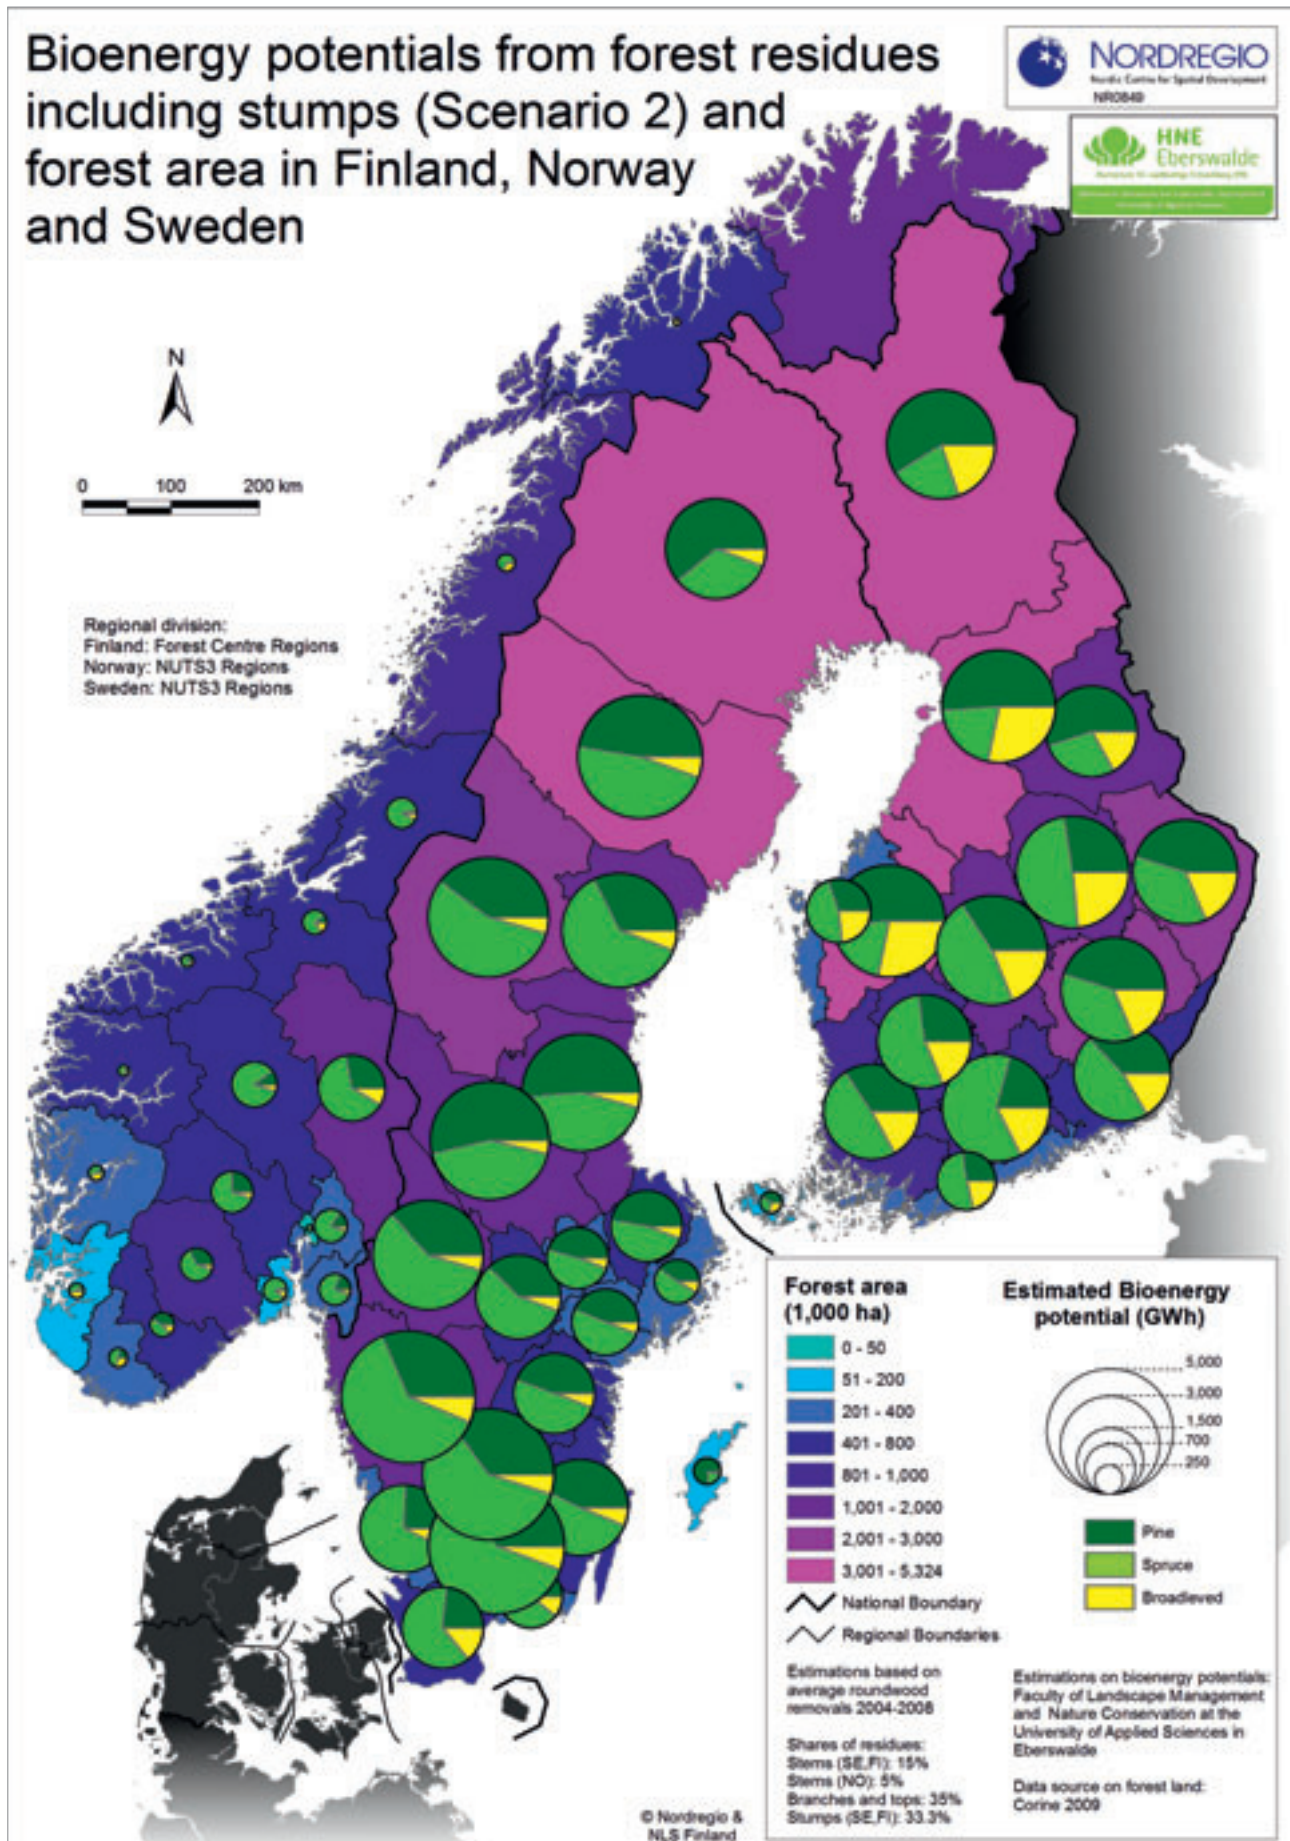 Bioenergy potentials from forest residues
including stumps (Scenario 2) and
forest area in Finland, Norway
and Sweden
NORDREGIO
Nordic Centre for Spatial Development
NR0849
HNE
Eberswalde
N
0 100 200 km
Regional division:
Finland: Forest Centre Regions
Norway: NUTS3 Regions
Sweden: NUTS3 Regions
Forest area
(1,000 ha)
0 - 50
51 - 200
201 - 400
401 - 800
801 - 1,000
1,001 - 2,000
2,001 - 3,000
3,001 - 5,324
National Boundary
Regional Boundaries
Estimated Bioenergy
potential (GWh)
5,000
3,000
1,500
700
250
Pine
Spruce
Broadleved
Estimations based on
average roundwood
removals 2004-2008
Shares of residues:
Stems (SE,FI): 15%
Stems (NO): 5%
Branches and tops: 35%
Stumps (SE,FI): 33.3%
Estimations on bioenergy potentials:
Faculty of Landscape Management
and Nature Conservation at the
University of Applied Sciences in
Eberswalde
Data source on forest land:
Corine 2009
© Nordregio &
NLS Finland